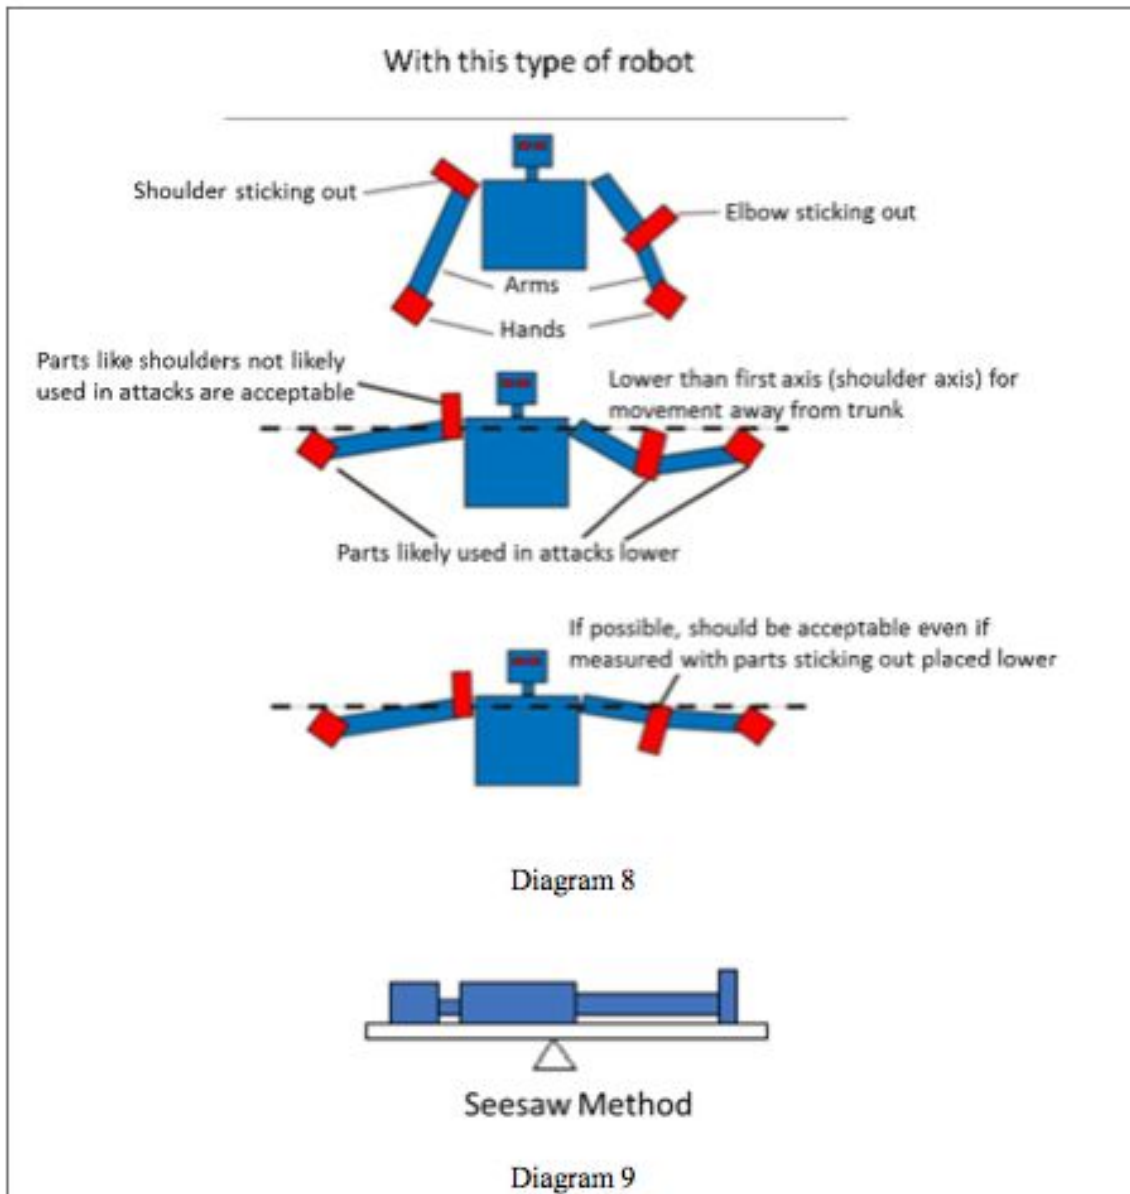 With this type of robot
Shoulder sticking out
Elbow sticking out
Arms
Hands
Parts like shoulders not likely
used in attacks are acceptable
Lower than first axis (shoulder axis) for
movement away from trunk
Parts likely used in attacks lower
If possible, should be acceptable even if
measured with parts sticking out placed lower
Diagram 8
Seesaw Method
Diagram 9